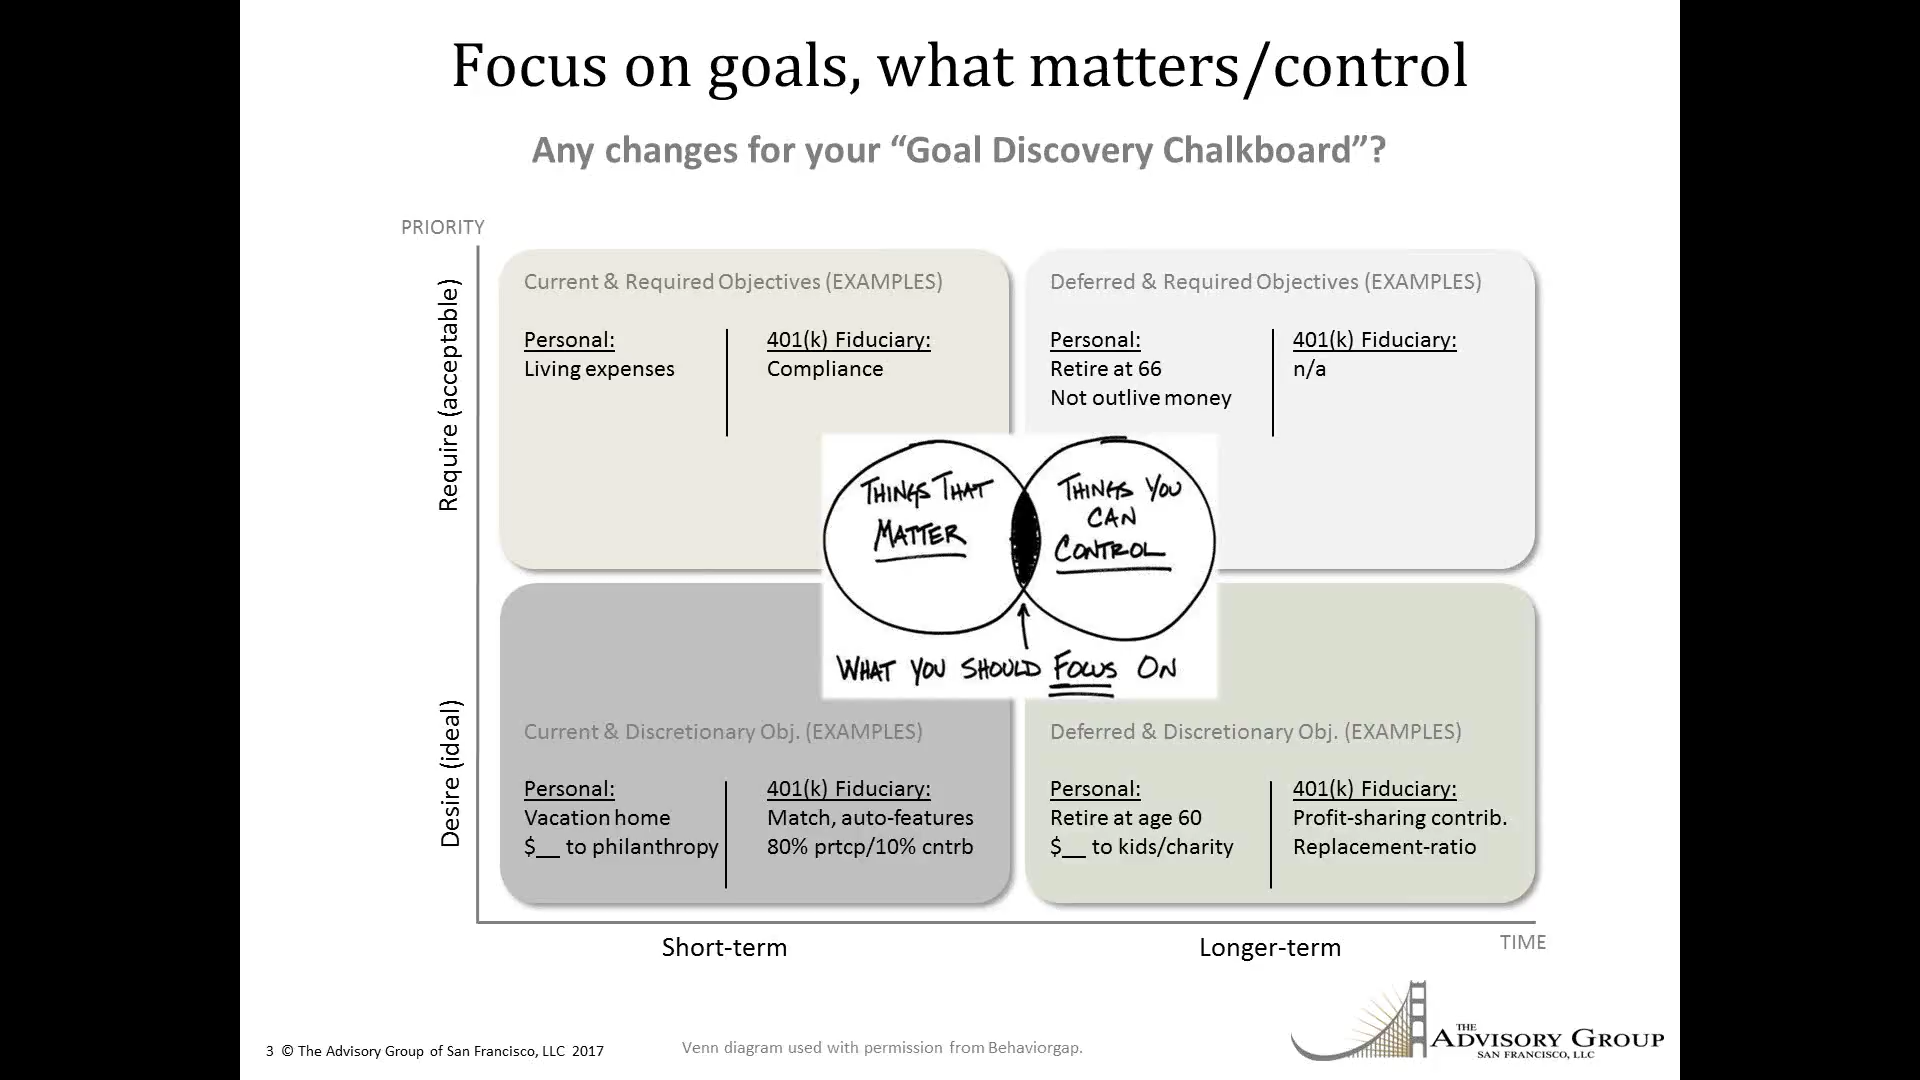 Focus on goals, what matters/control
Any changes for your “Goal Discovery Chalkboard”?
PRIORITY
Require (acceptable)
Current & Required Objectives (EXAMPLES)
Personal:
Living expenses
401(k) Fiduciary:
Compliance
Deferred & Required Objectives (EXAMPLES)
Personal:
Retire at 66
Not outlive money
401(k) Fiduciary:
n/a
THINGS THAT
MATTER
THINGS YOU
CAN
CONTROL
WHAT YOU SHOULD FOCUS ON
Desire (ideal)
Current & Discretionary Obj. (EXAMPLES)
Personal:
Vacation home
$__ to philanthropy
401(k) Fiduciary:
Match, auto-features
80% prtcp/10% cntrb
Deferred & Discretionary Obj. (EXAMPLES)
Personal:
Retire at age 60
$__ to kids/charity
401(k) Fiduciary:
Profit-sharing contrib.
Replacement-ratio
Short-term
Longer-term
TIME
3 © The Advisory Group of San Francisco, LLC 2017
Venn diagram used with permission from Behaviorgap.
THE ADVISORY GROUP
SAN FRANCISCO, LLC